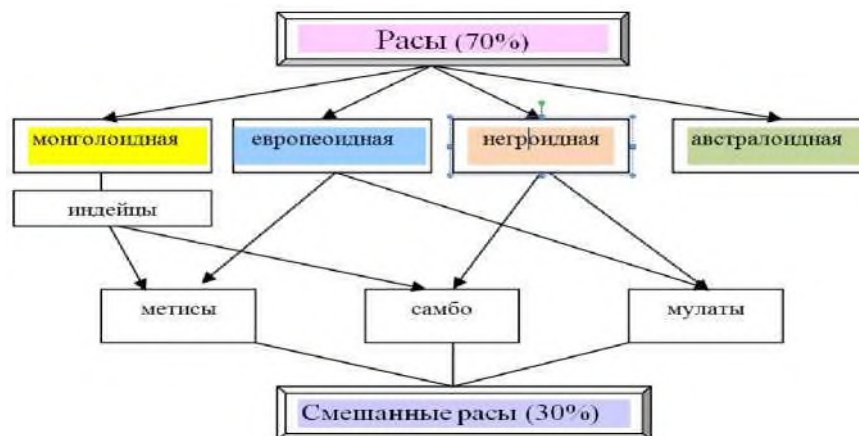 Расы (70%)
монголоидная
европеоидная
негроидная
австралоидная
индейцы
метисы
самбо
мулаты
Смешанные расы (30%)